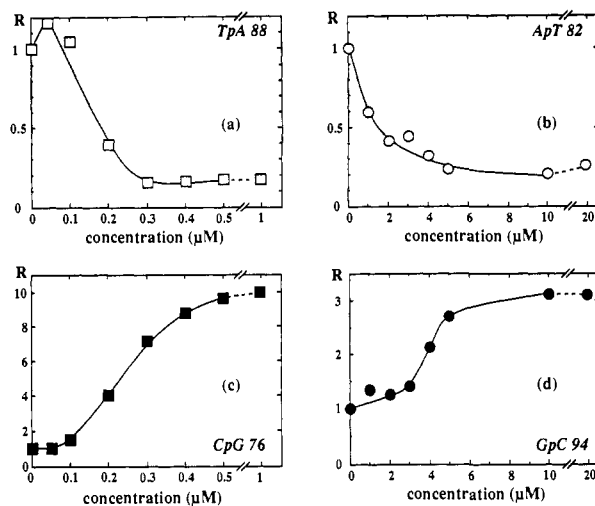 R
TpA 88
1
0.5
(a)
0 0.1 0.2 0.3 0.4 0.5 1
concentration (µM)
R
ApT 82
1
0.5
(b)
0 2 4 6 8 10 20
concentration (µM)
R
10
8
6
4
2
0
(c)
CpG 76
0 0.1 0.2 0.3 0.4 0.5 1
concentration (µM)
R
3
2
1
(d)
GpC 94
0 2 4 6 8 10 20
concentration (µM)